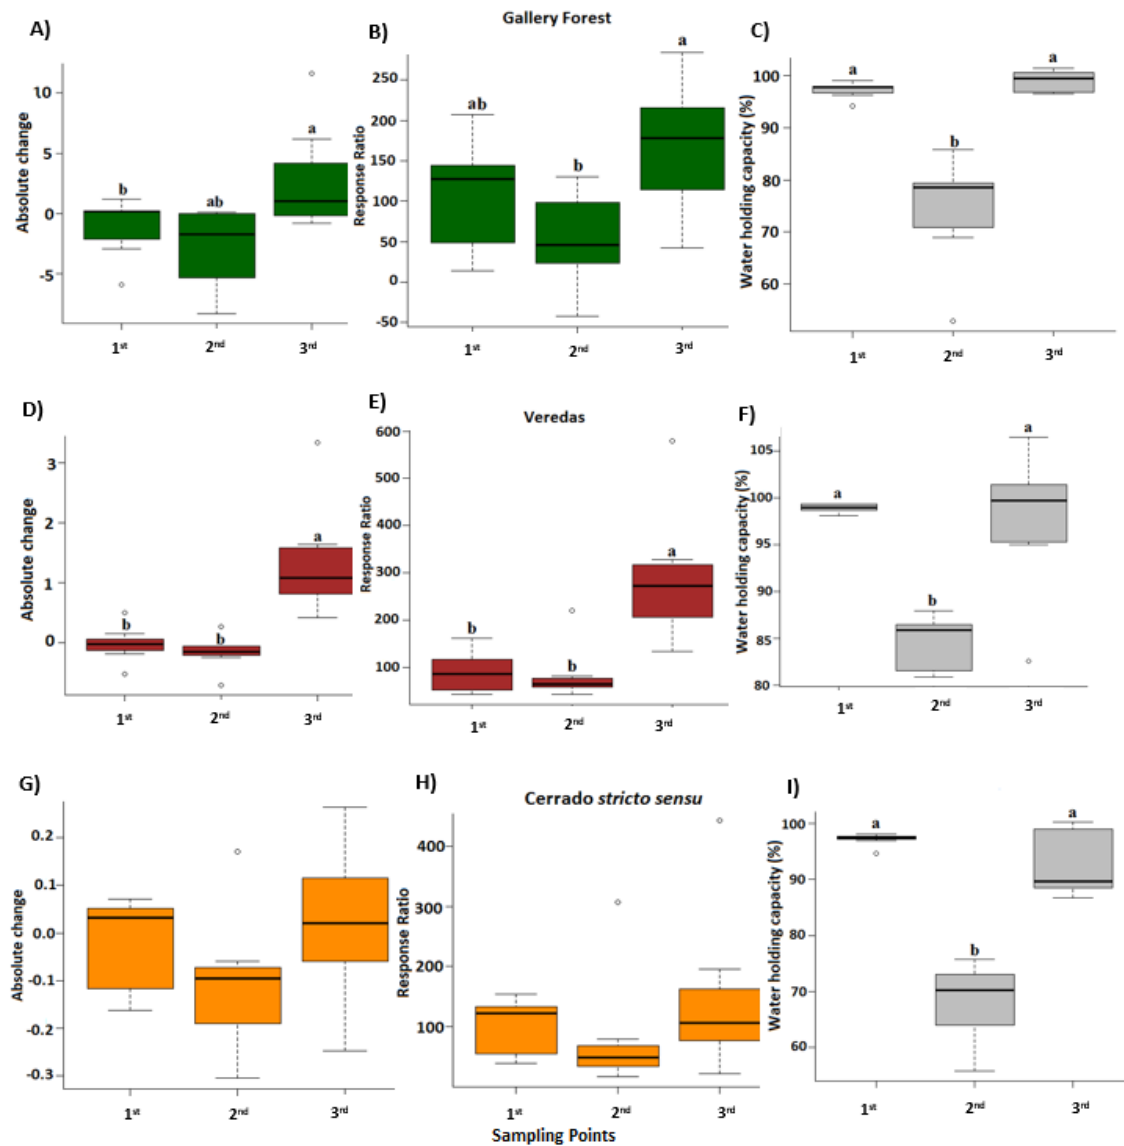 Gallery Forest
A)
Absolute change
10
5
0
-5
b
ab
a
1st
2nd
3rd
B)
Response Ratio
250
200
150
100
50
0
-50
ab
b
a
1st
2nd
3rd
C)
Water holding capacity (%)
100
90
80
70
60
a
b
a
1st
2nd
3rd
Veredas
D)
Absolute change
3
2
1
0
b
b
a
1st
2nd
3rd
E)
Response Ratio
600
500
400
300
200
100
b
b
a
1st
2nd
3rd
F)
Water holding capacity (%)
105
100
95
90
85
80
a
b
a
1st
2nd
3rd
Cerrado stricto sensu
G)
Absolute change
0.2
0.1
0.0
-0.1
-0.2
-0.3
1st
2nd
3rd
H)
Response Ratio
400
300
200
100
1st
2nd
3rd
I)
Water holding capacity (%)
100
90
80
70
60
a
b
a
1st
2nd
3rd
Sampling Points